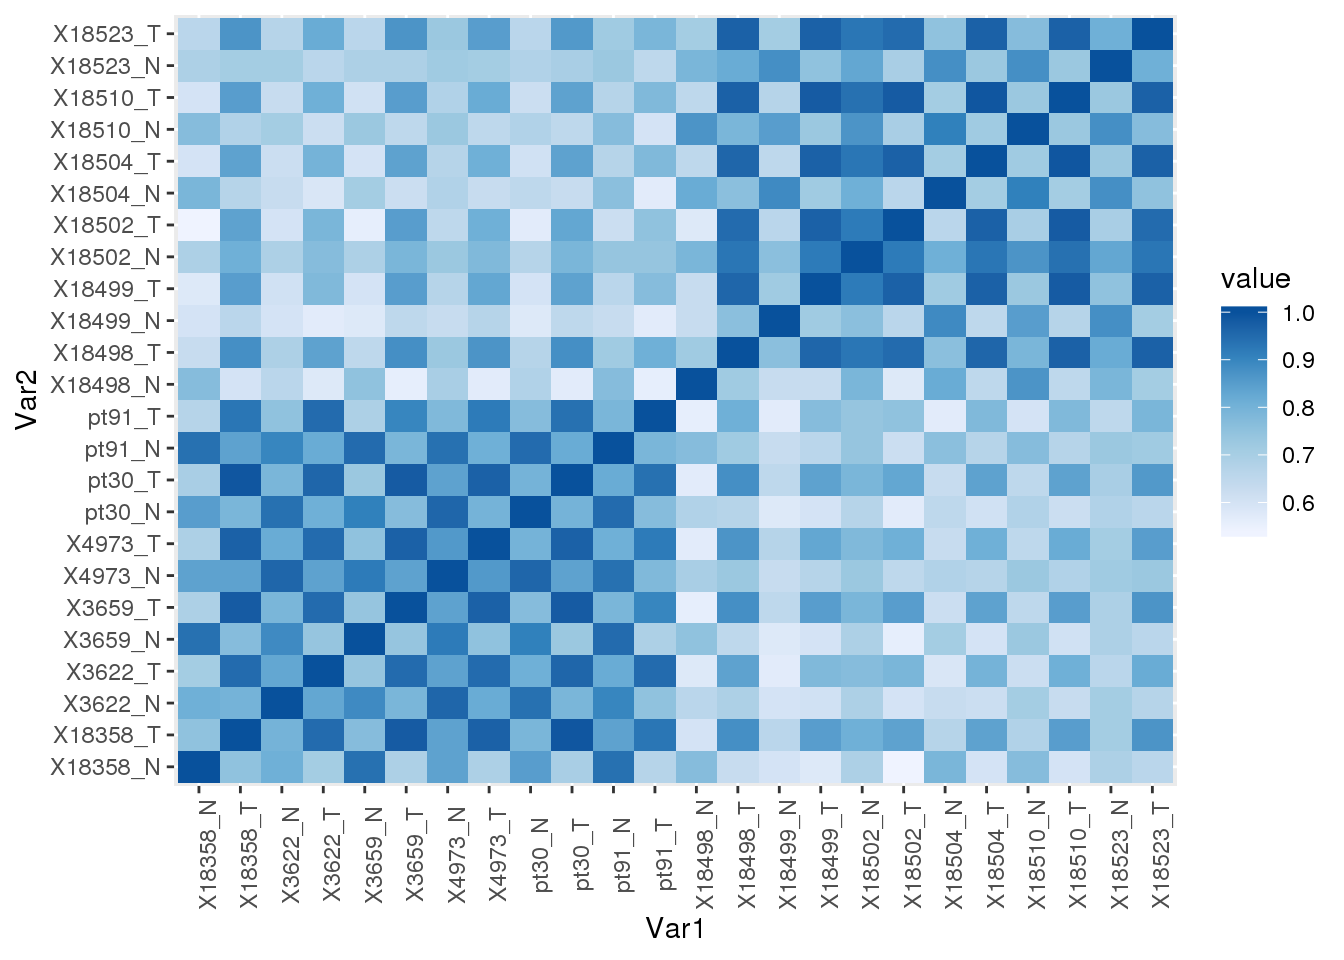 X18523_T
X18523_N
X18510_T
X18510_N
X18504_T
X18504_N
X18502_T
X18502_N
X18499_T
X18499_N
X18498_T
X18498_N
pt91_T
pt91_N
pt30_T
pt30_N
X4973_T
X4973_N
X3659_T
X3659_N
X3622_T
X3622_N
X18358_T
X18358_N
Var2
X18358_N
X18358_T
X3622_N
X3622_T
X3659_N
X3659_T
X4973_N
X4973_T
pt30_N
pt30_T
pt91_N
pt91_T
X18498_N
X18498_T
X18499_N
X18499_T
X18502_N
X18502_T
X18504_N
X18504_T
X18510_N
X18510_T
X18523_N
X18523_T
Var1
value
1.0
0.9
0.8
0.7
0.6